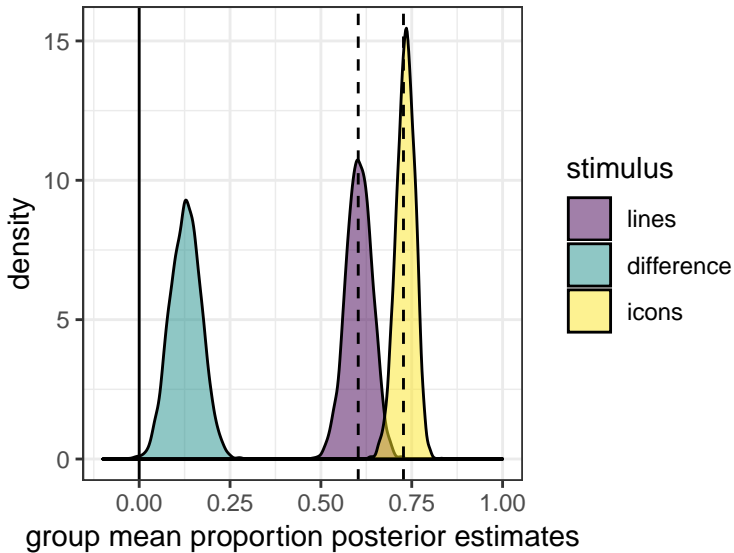 15
10
5
0
density
0.00 0.25 0.50 0.75 1.00
group mean proportion posterior estimates
stimulus
lines
difference
icons